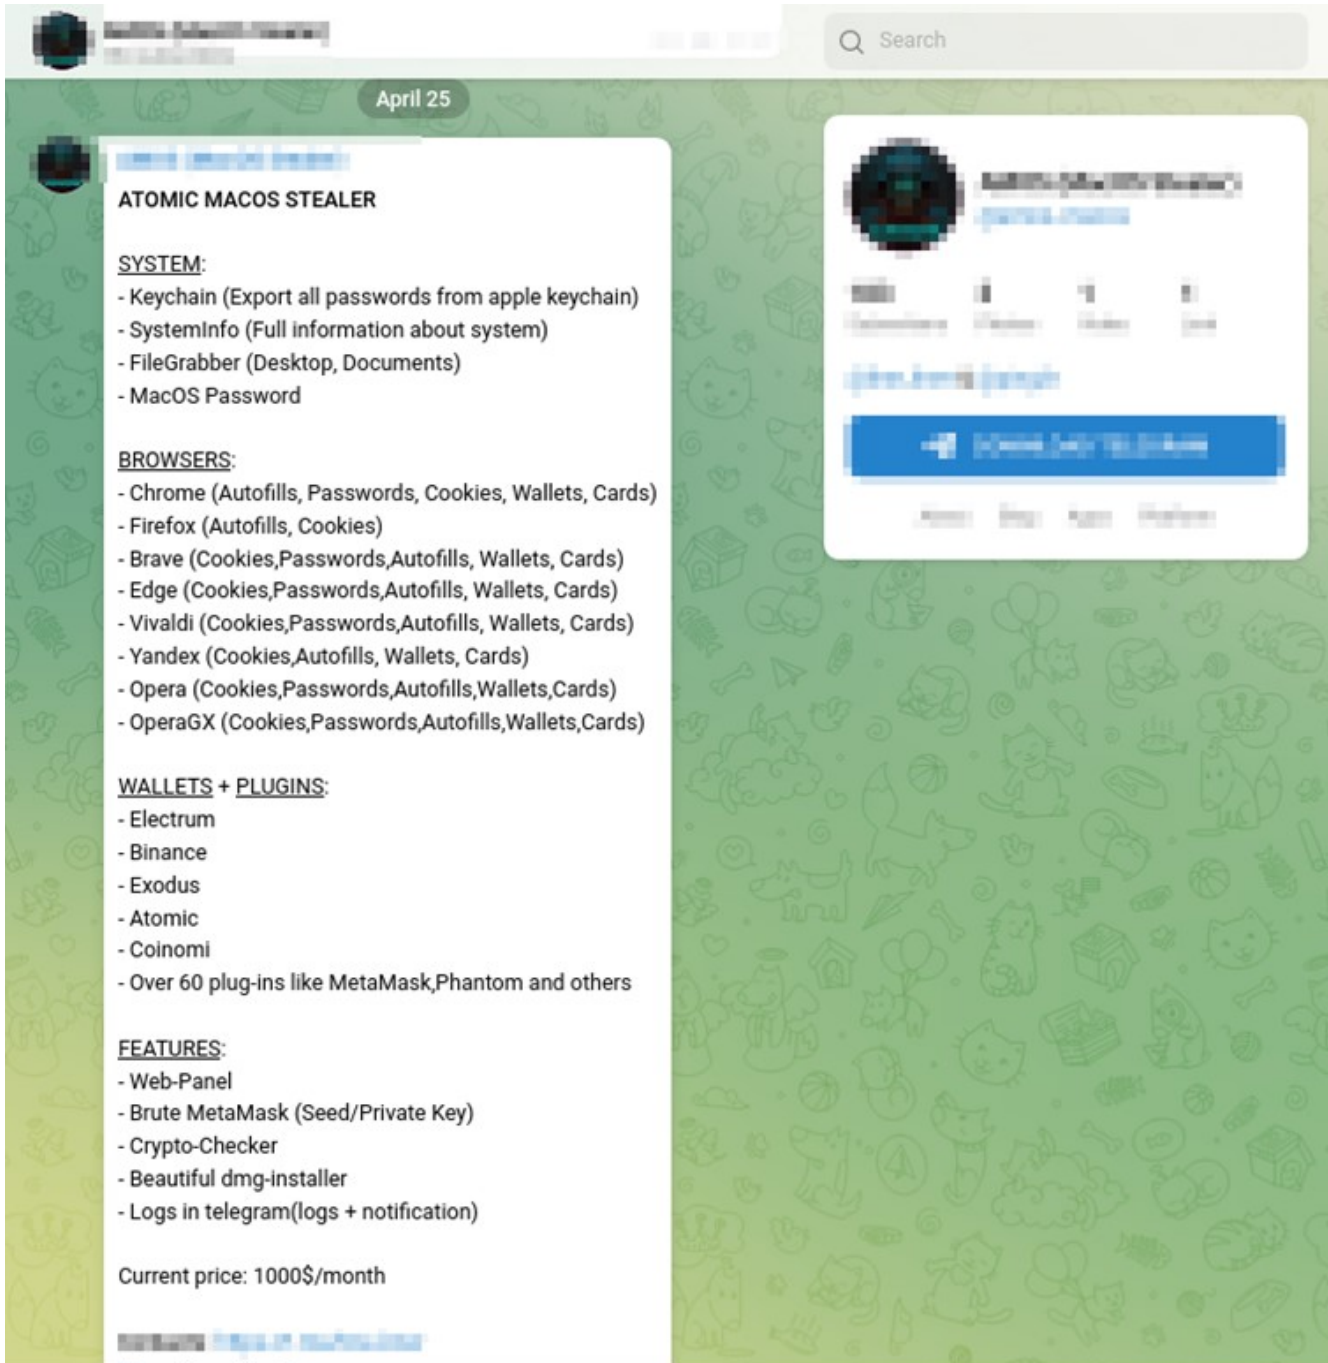 Search
April 25
ATOMIC MACOS STEALER
SYSTEM:
- Keychain (Export all passwords from apple keychain)
- SystemInfo (Full information about system)
- FileGrabber (Desktop, Documents)
- MacOS Password
BROWSERS:
- Chrome (Autofills, Passwords, Cookies, Wallets, Cards)
- Firefox (Autofills, Cookies)
- Brave (Cookies,Passwords,Autofills, Wallets, Cards)
- Edge (Cookies,Passwords,Autofills, Wallets, Cards)
- Vivaldi (Cookies,Passwords,Autofills, Wallets, Cards)
- Yandex (Cookies,Autofills, Wallets, Cards)
- Opera (Cookies,Passwords,Autofills,Wallets,Cards)
- OperaGX (Cookies,Passwords,Autofills,Wallets,Cards)
WALLETS + PLUGINS:
- Electrum
- Binance
- Exodus
- Atomic
- Coinomi
- Over 60 plug-ins like MetaMask,Phantom and others
FEATURES:
- Web-Panel
- Brute MetaMask (Seed/Private Key)
- Crypto-Checker
- Beautiful dmg-installer
- Logs in telegram(logs + notification)
Current price: 1000$/month